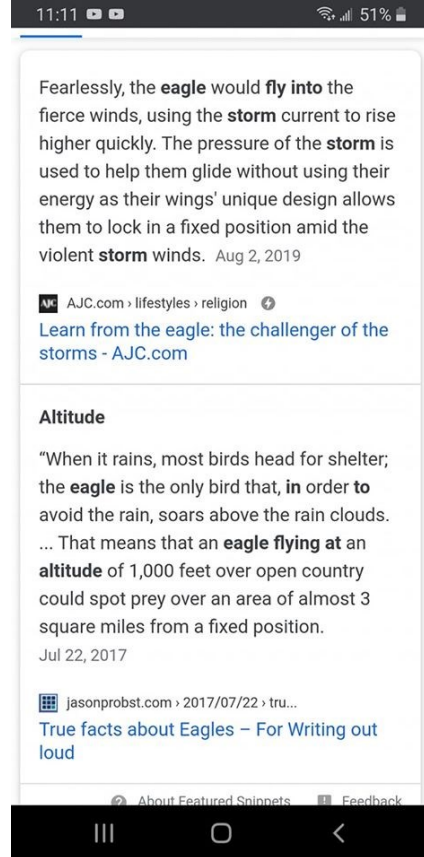 11:11 51%
Fearlessly, the eagle would fly into the
fierce winds, using the storm current to rise
higher quickly. The pressure of the storm is
used to help them glide without using their
energy as their wings' unique design allows
them to lock in a fixed position amid the
violent storm winds. Aug 2, 2019
AJC AJC.com › lifestyles › religion
Learn from the eagle: the challenger of the
storms - AJC.com
Altitude
“When it rains, most birds head for shelter;
the eagle is the only bird that, in order to
avoid the rain, soars above the rain clouds.
... That means that an eagle flying at an
altitude of 1,000 feet over open country
could spot prey over an area of almost 3
square miles from a fixed position.
Jul 22, 2017
jasonprobst.com › 2017/07/22 › tru...
True facts about Eagles – For Writing out
loud
About Featured Snippets Feedback